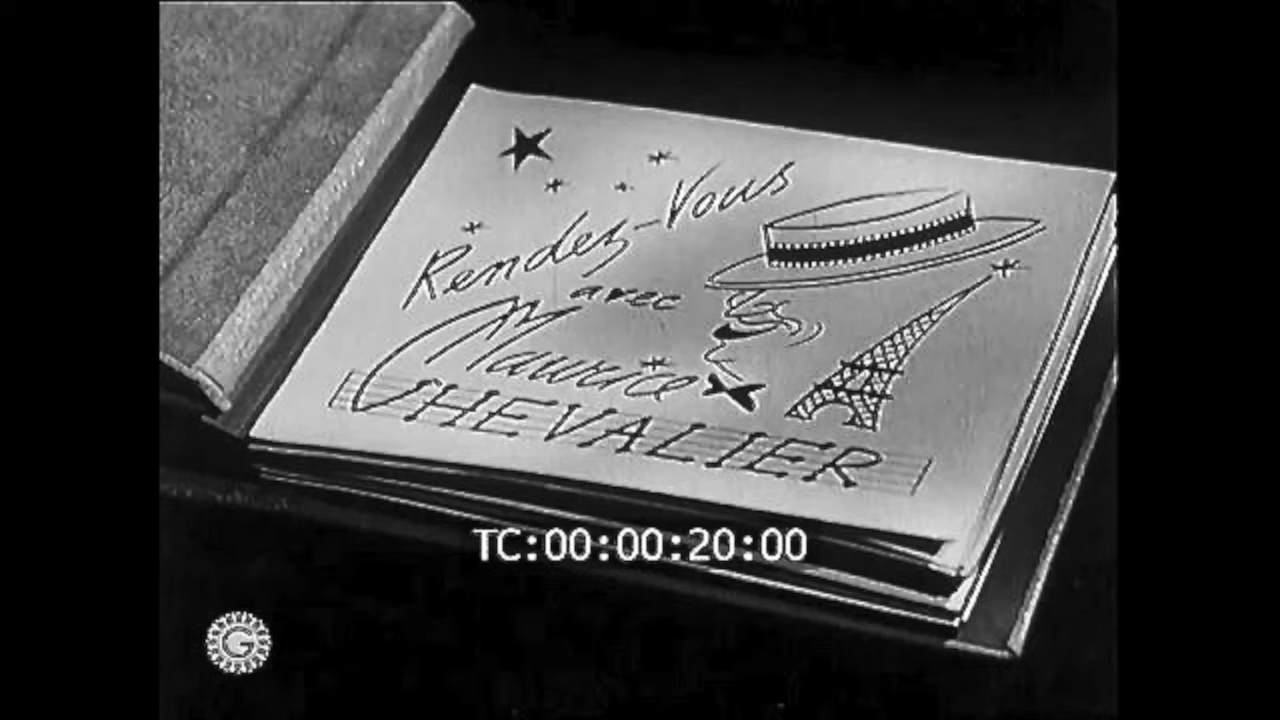 Rendez-Vous
avec
Maurice
CHEVALIER
TC:00:00:20:00
G